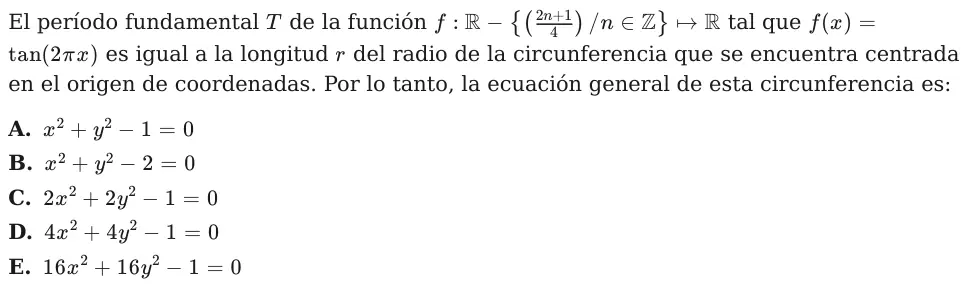 El período fundamental T de la función f : ℝ − {((2n+1)/4) /n ∈ ℤ} ↦ ℝ tal que f(x) =
tan(2πx) es igual a la longitud r del radio de la circunferencia que se encuentra centrada
en el origen de coordenadas. Por lo tanto, la ecuación general de esta circunferencia es:
A. x² + y² − 1 = 0
B. x² + y² − 2 = 0
C. 2x² + 2y² − 1 = 0
D. 4x² + 4y² − 1 = 0
E. 16x² + 16y² − 1 = 0